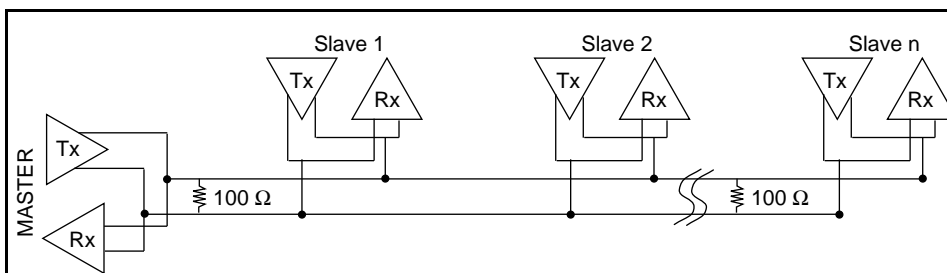 Slave 1
Slave 2
Slave n
Tx
Rx
Tx
Rx
Tx
Rx
MASTER
Tx
Rx
100 Ω
100 Ω